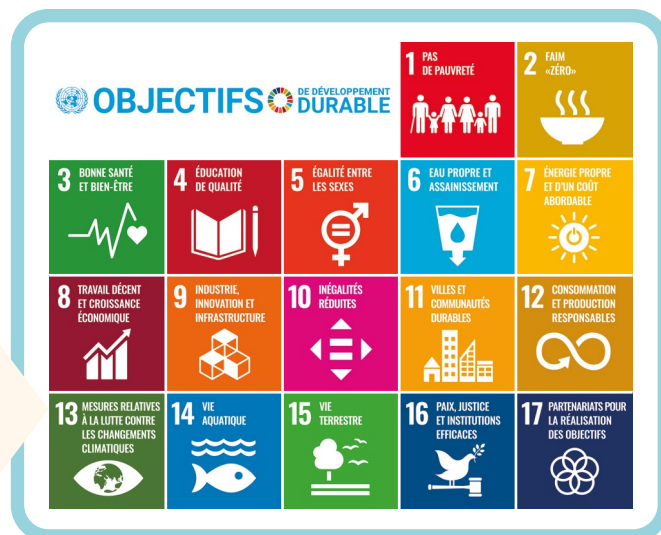 OBJECTIFS DE DÉVELOPPEMENT
DURABLE
1 PAS
DE PAUVRETÉ
2 FAIM
«ZÉRO»
3 BONNE SANTÉ
ET BIEN-ÊTRE
4 ÉDUCATION
DE QUALITÉ
5 ÉGALITÉ ENTRE
LES SEXES
6 EAU PROPRE ET
ASSAINISSEMENT
7 ÉNERGIE PROPRE
ET D'UN COÛT
ABORDABLE
8 TRAVAIL DÉCENT
ET CROISSANCE
ÉCONOMIQUE
9 INDUSTRIE,
INNOVATION ET
INFRASTRUCTURE
10 INÉGALITÉS
RÉDUITES
11 VILLES ET
COMMUNAUTÉS
DURABLES
12 CONSOMMATION
ET PRODUCTION
RESPONSABLES
13 MESURES RELATIVES
À LA LUTTE CONTRE
LES CHANGEMENTS
CLIMATIQUES
14 VIE
AQUATIQUE
15 VIE
TERRESTRE
16 PAIX, JUSTICE
ET INSTITUTIONS
EFFICACES
17 PARTENARIATS POUR
LA RÉALISATION
DES OBJECTIFS